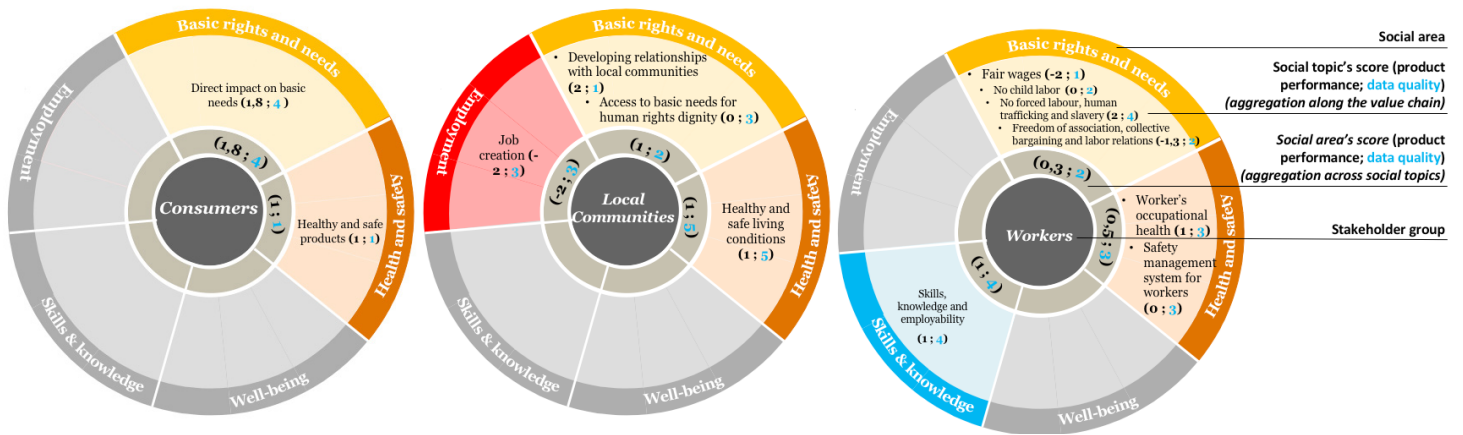 Basic rights and needs
Direct impact on basic
needs (1,8 ; 4 )
Employment
(1,8 ; 4)
Consumers
(1 ; 1)
Healthy and safe
products (1 ; 1)
Health and safety
Skills & knowledge
Well-being
Basic rights and needs
• Developing relationships
with local communities
(2 ; 1)
• Access to basic needs for
human rights dignity (0 ; 3)
Employment
Job
creation (-
2 ; 3)
(1 ; 2)
(-2 ; 3)
Local
Communities
(1 ; 5)
Healthy and
safe living
conditions
(1 ; 5)
Health and safety
Skills & knowledge
Well-being
Basic rights and needs
• Fair wages (-2 ; 1)
• No child labor (0 ; 2)
• No forced labour, human
trafficking and slavery (2 ; 4)
• Freedom of association, collective
bargaining and labor relations (-1,3 ; 2)
Employment
(0,3 ; 2)
Workers
(0,5 ; 3)
(1 ; 4)
• Worker's
occupational
health (1 ; 3)
• Safety
management
system for
workers
(0 ; 3)
Health and safety
Skills,
knowledge and
employability
(1 ; 4)
Skills & knowledge
Well-being
Social area
Social topic's score (product
performance; data quality)
(aggregation along the value chain)
Social area's score (product
performance; data quality)
(aggregation across social topics)
Stakeholder group